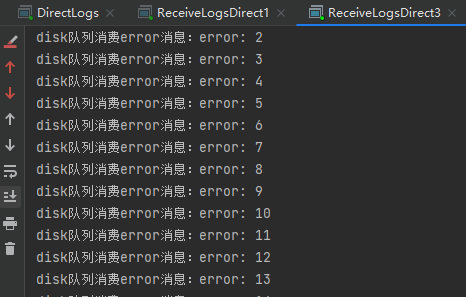 DirectLogs ReceiveLogsDirect1 ReceiveLogsDirect3
disk队列消费error消息：error: 2
disk队列消费error消息：error: 3
disk队列消费error消息：error: 4
disk队列消费error消息：error: 5
disk队列消费error消息：error: 6
disk队列消费error消息：error: 7
disk队列消费error消息：error: 8
disk队列消费error消息：error: 9
disk队列消费error消息：error: 10
disk队列消费error消息：error: 11
disk队列消费error消息：error: 12
disk队列消费error消息：error: 13